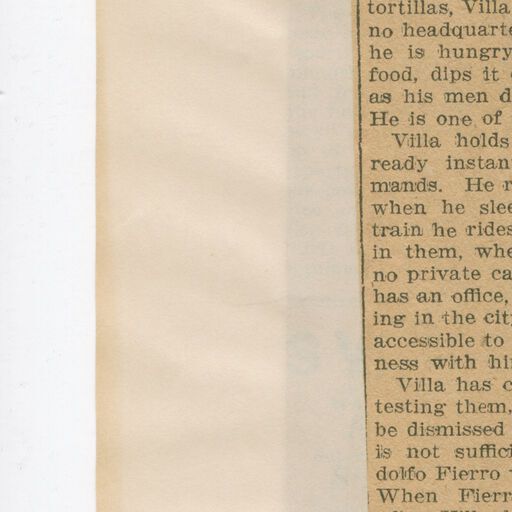 tortillas, Villa
no headquarte
he is hungry
food, dips it
as his men d
He is one of
Villa holds
ready instan
mands. He r
when he slee
train he rides
in them, whe
no private ca
has an office,
ing in the city
accessible to
ness with hi
Villa has c
testing them,
be dismissed
is not suffici
dolfo Fierro
When Fierr